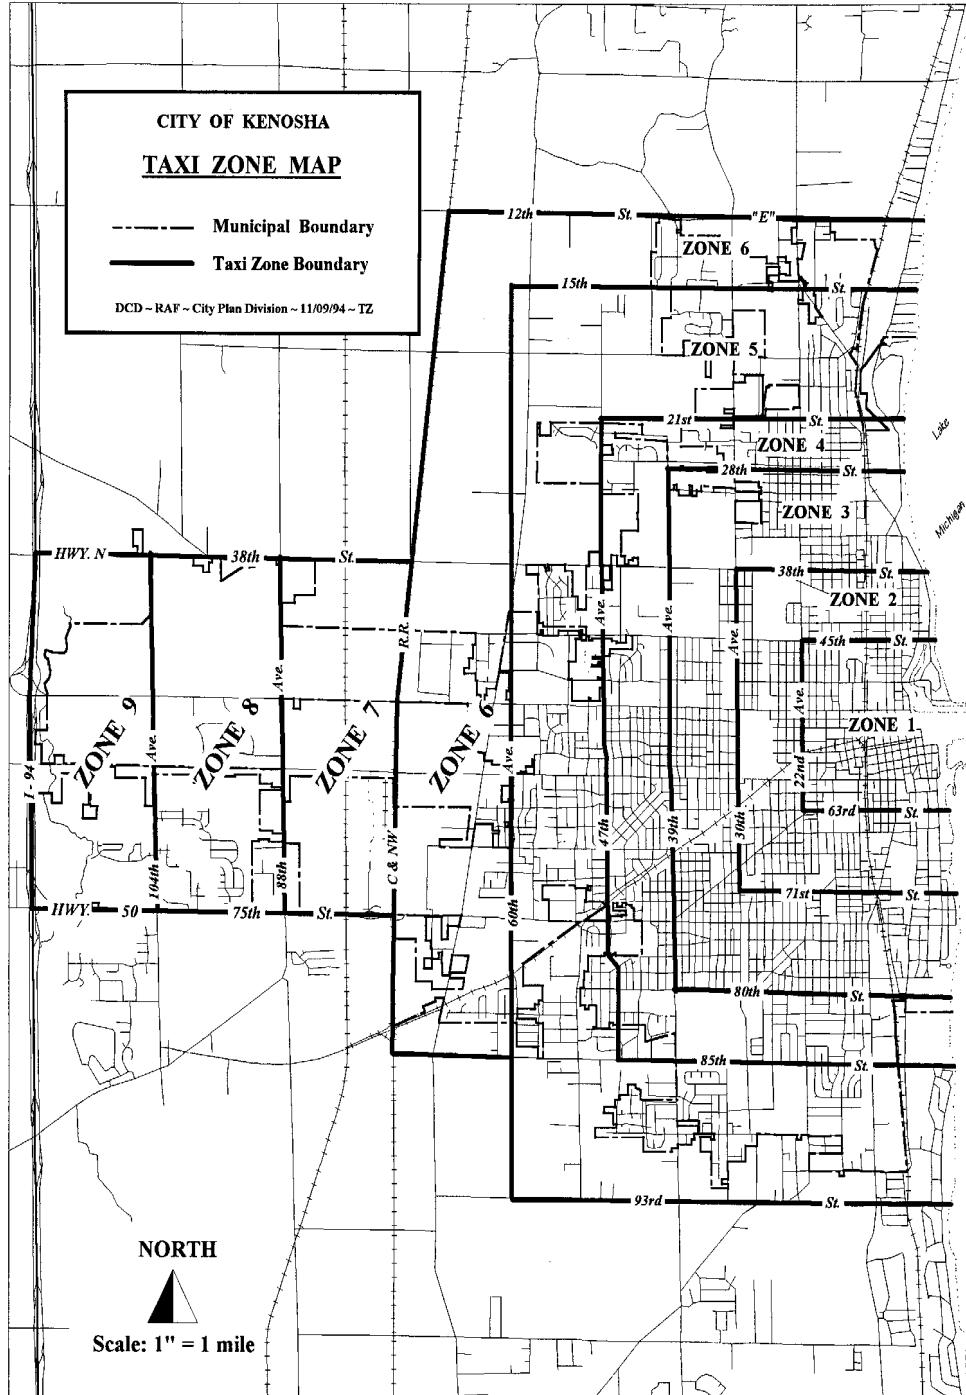 CITY OF KENOSHA
TAXI ZONE MAP
Municipal Boundary
Taxi Zone Boundary
DCD ~ RAF ~ City Plan Division ~ 11/09/94 ~ TZ
12th St. "E"
ZONE 6
15th St.
ZONE 5
21st St.
Lake
ZONE 4
28th St.
ZONE 3
Michigan
HWY. N 38th St.
38th St.
ZONE 2
Ave.
Ave.
Ave.
R.R.
45th St.
Ave.
Ave.
ZONE 9
ZONE 8
ZONE 7
ZONE 6
ZONE 1
Ave.
Ave.
I - 94
22nd
63rd St.
47th
39th
30th
C & NW
104th
88th
71st St.
HWY. 50 75th St.
60th
80th St.
85th St.
93rd St.
NORTH
Scale: 1" = 1 mile